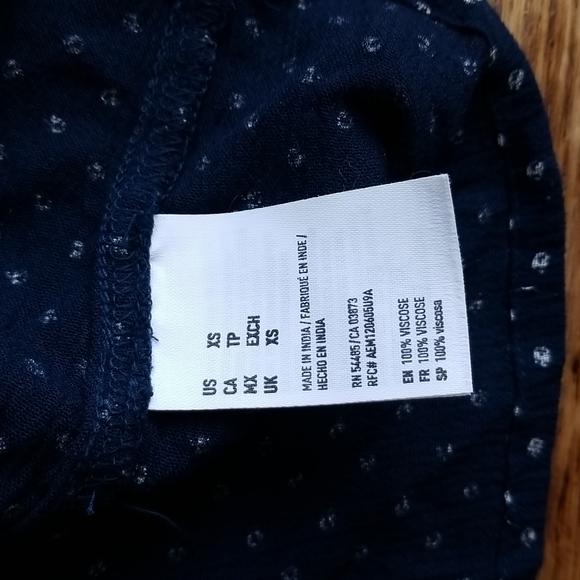 US XS
CA TP
MX EXCH
UK XS
MADE IN INDIA / FABRIQUÉ EN INDE /
HECHO EN INDIA
RN 54485/CA 03873
RFC# AEM120605U9A
EN 100% VISCOSE
FR 100% VISCOSE
SP 100% viscosa